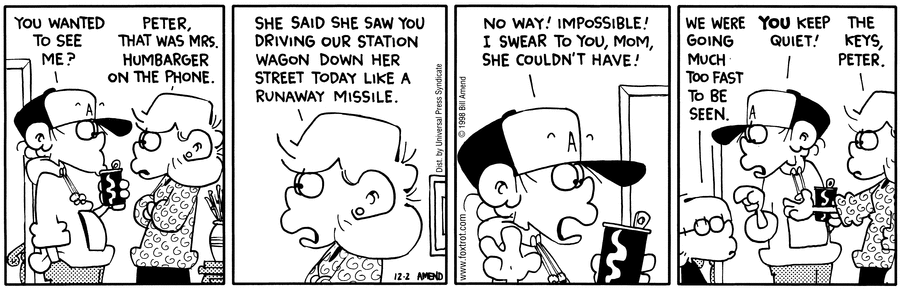 YOU WANTED
TO SEE
ME?
PETER,
THAT WAS MRS.
HUMBARGER
ON THE PHONE.
A
SHE SAID SHE SAW YOU
DRIVING OUR STATION
WAGON DOWN HER
STREET TODAY LIKE A
RUNAWAY MISSILE.
12-2 AMEND
Dist. by Universal Press Syndicate
© 1998 Bill Amend
www.foxtrot.com
NO WAY! IMPOSSIBLE!
I SWEAR TO YOU, MOM,
SHE COULDN'T HAVE!
A
WE WERE
GOING
MUCH
TOO FAST
TO BE
SEEN.
YOU KEEP
QUIET!
THE
KEYS,
PETER.
A